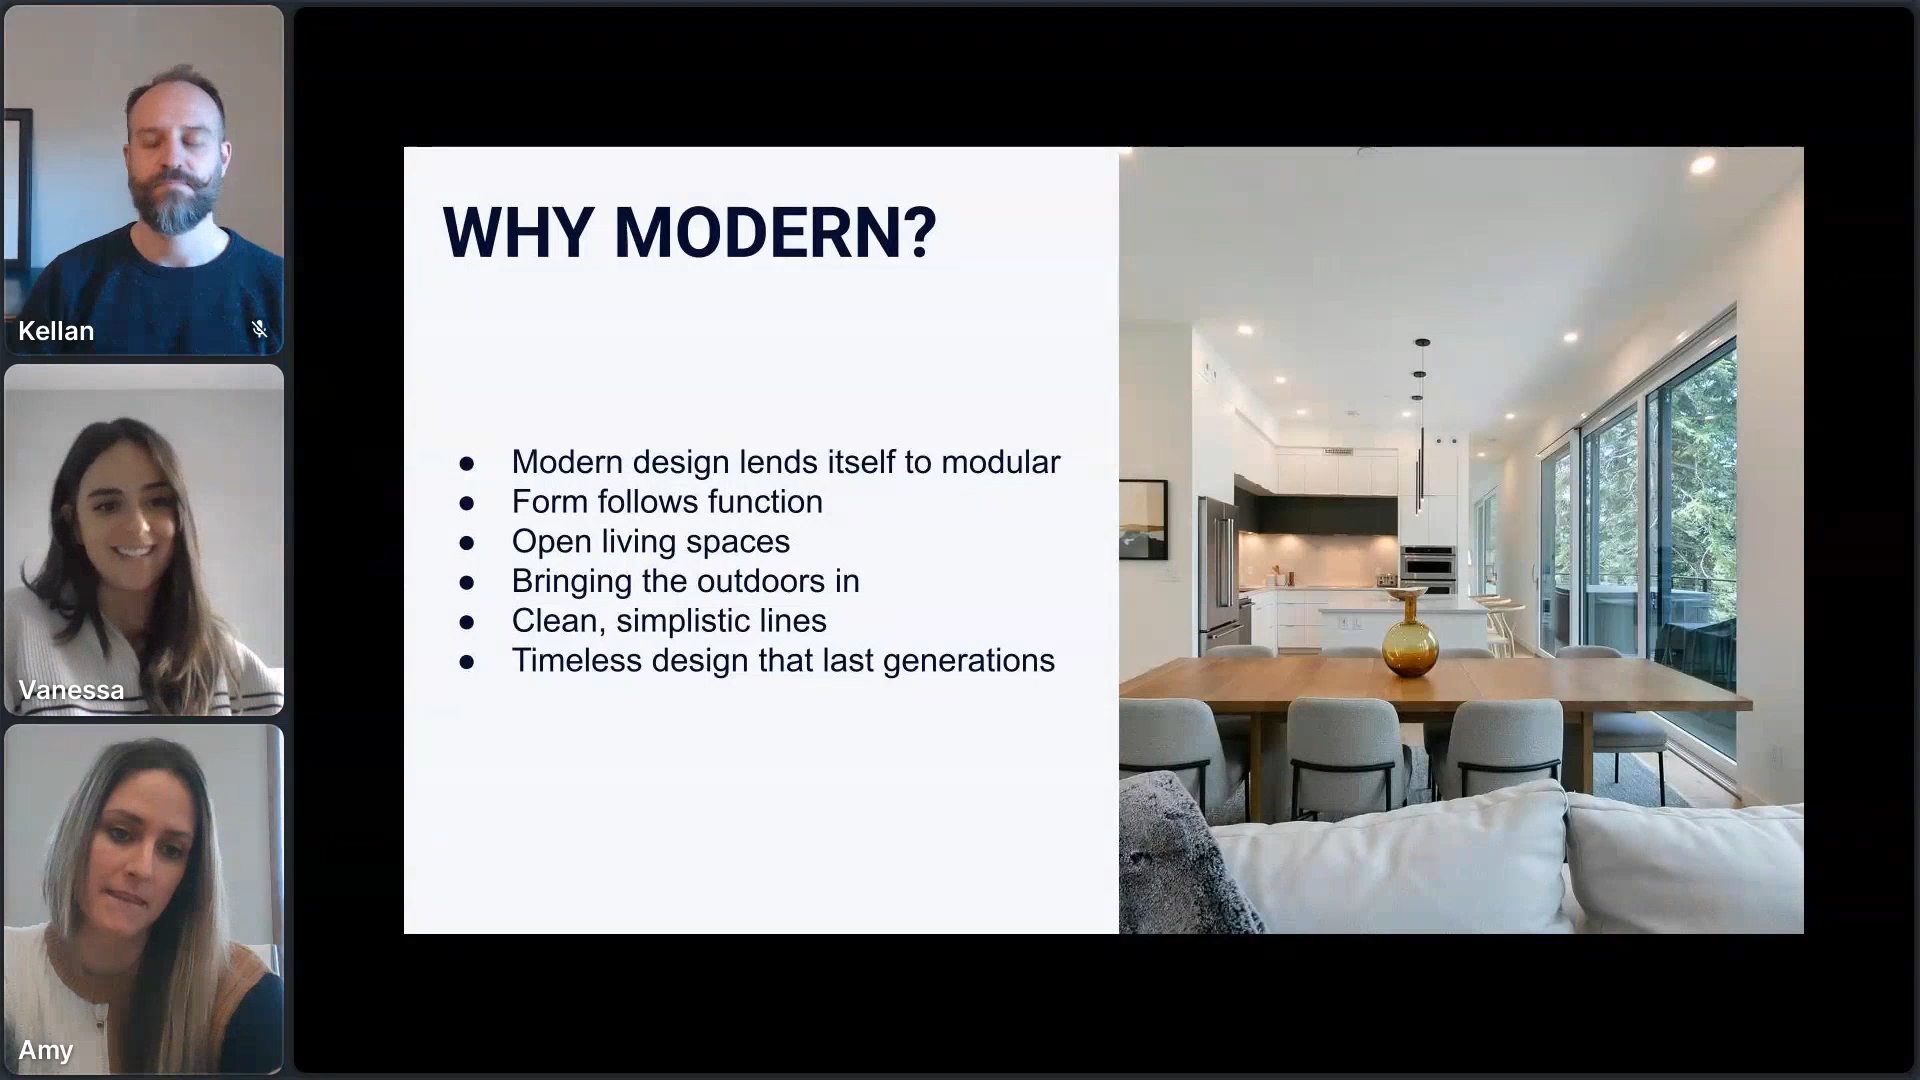 Kellan
Vanessa
Amy
WHY MODERN?
● Modern design lends itself to modular
● Form follows function
● Open living spaces
● Bringing the outdoors in
● Clean, simplistic lines
● Timeless design that last generations